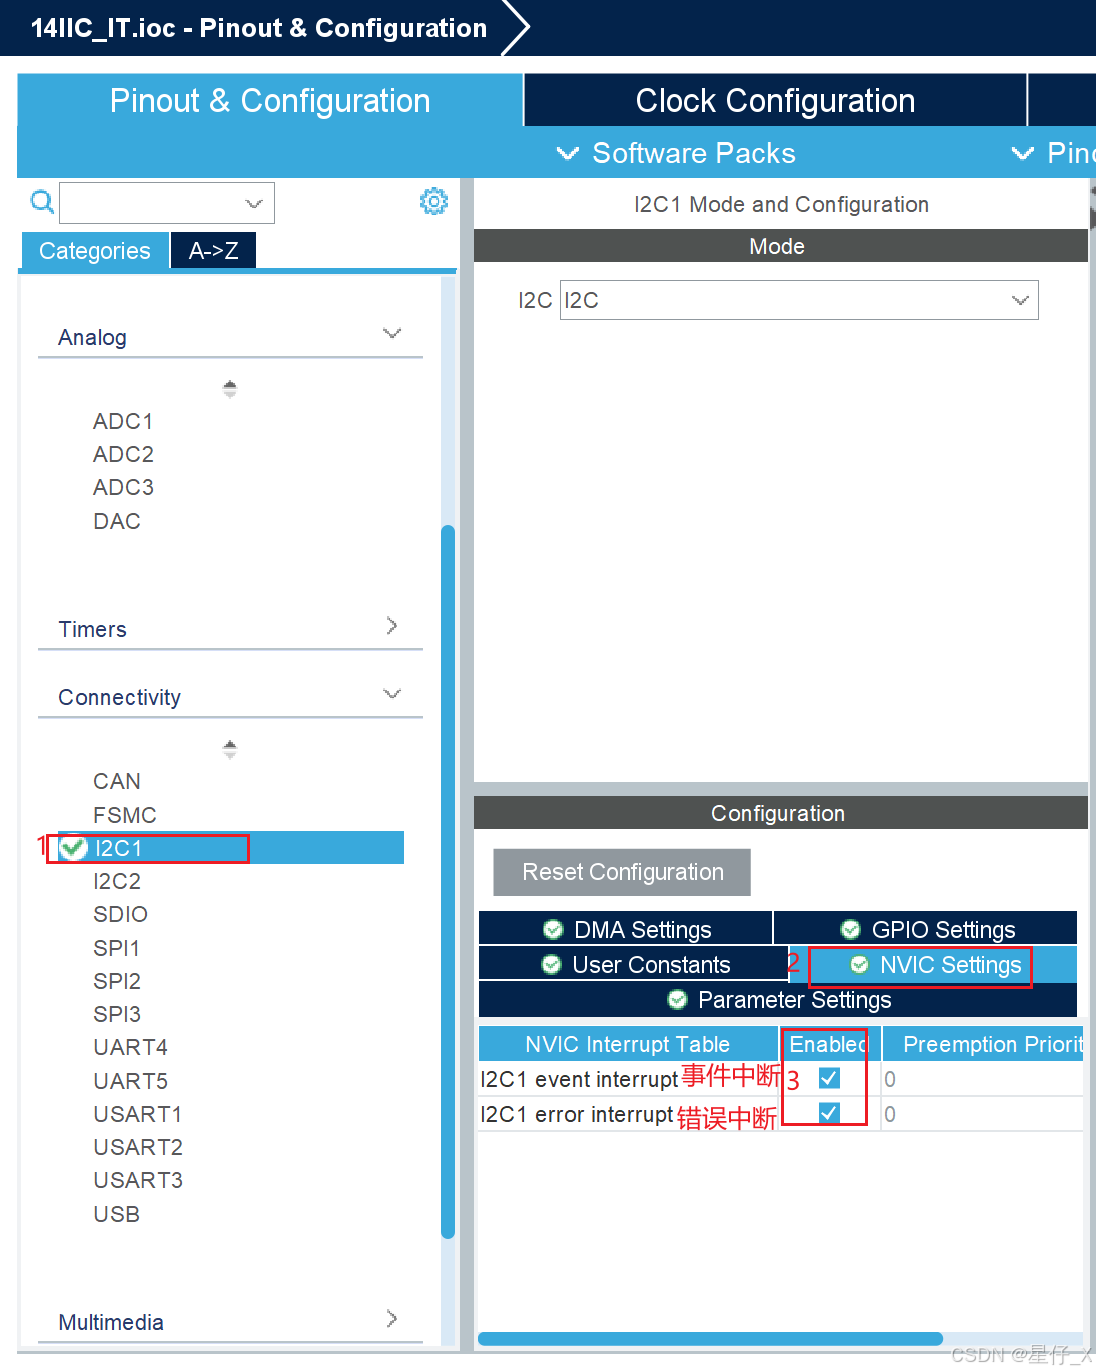 14IIC_IT.ioc - Pinout & Configuration
Pinout & Configuration
Clock Configuration
Software Packs
I2C1 Mode and Configuration
Categories
A->Z
Mode
I2C
I2C
Analog
ADC1
ADC2
ADC3
DAC
Timers
Connectivity
CAN
FSMC
1
I2C1
I2C2
SDIO
SPI1
SPI2
SPI3
UART4
UART5
USART1
USART2
USART3
USB
Multimedia
Configuration
Reset Configuration
DMA Settings
GPIO Settings
User Constants
2
NVIC Settings
Parameter Settings
NVIC Interrupt Table
Enabled
Preemption Priorit
I2C1 event interrupt
事件中断
3
0
I2C1 error interrupt
错误中断
0
CSDN @星仔_X